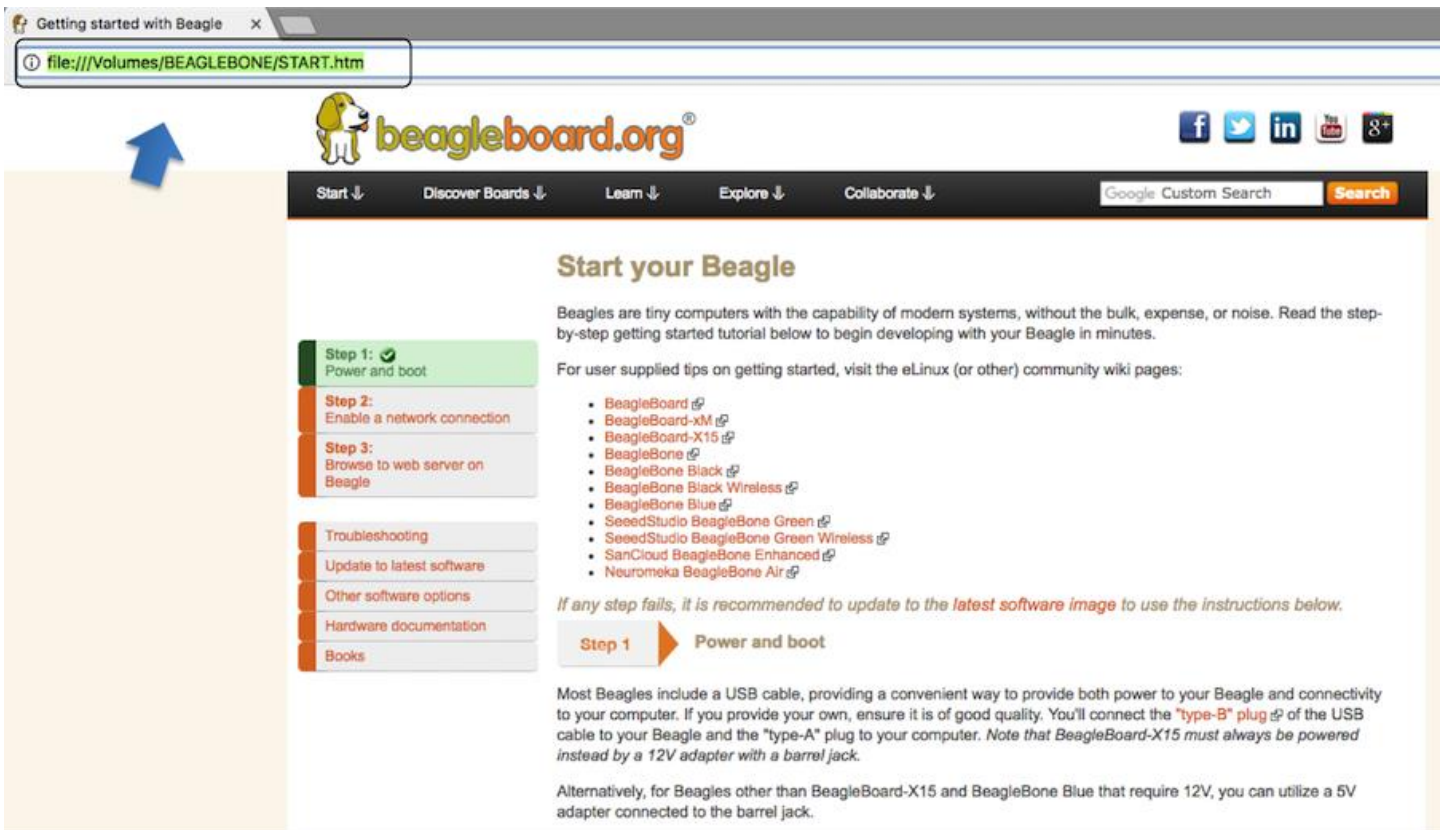 Getting started with Beagle
file:///Volumes/BEAGLEBONE/START.htm
beagleboard.org®
f in You Tube 8+
Start Discover Boards Learn Explore Collaborate Google Custom Search Search
Start your Beagle
Beagles are tiny computers with the capability of modern systems, without the bulk, expense, or noise. Read the step-
by-step getting started tutorial below to begin developing with your Beagle in minutes.
Step 1:
Power and boot
Step 2:
Enable a network connection
Step 3:
Browse to web server on
Beagle
Troubleshooting
Update to latest software
Other software options
Hardware documentation
Books
For user supplied tips on getting started, visit the eLinux (or other) community wiki pages:
• BeagleBoard
• BeagleBoard-xM
• BeagleBoard-X15
• BeagleBone
• BeagleBone Black
• BeagleBone Black Wireless
• BeagleBone Blue
• SeeedStudio BeagleBone Green
• SeeedStudio BeagleBone Green Wireless
• SanCloud BeagleBone Enhanced
• Neuromeka BeagleBone Air
If any step fails, it is recommended to update to the latest software image to use the instructions below.
Step 1 Power and boot
Most Beagles include a USB cable, providing a convenient way to provide both power to your Beagle and connectivity
to your computer. If you provide your own, ensure it is of good quality. You'll connect the "type-B" plug of the USB
cable to your Beagle and the "type-A" plug to your computer. Note that BeagleBoard-X15 must always be powered
instead by a 12V adapter with a barrel jack.
Alternatively, for Beagles other than BeagleBoard-X15 and BeagleBone Blue that require 12V, you can utilize a 5V
adapter connected to the barrel jack.